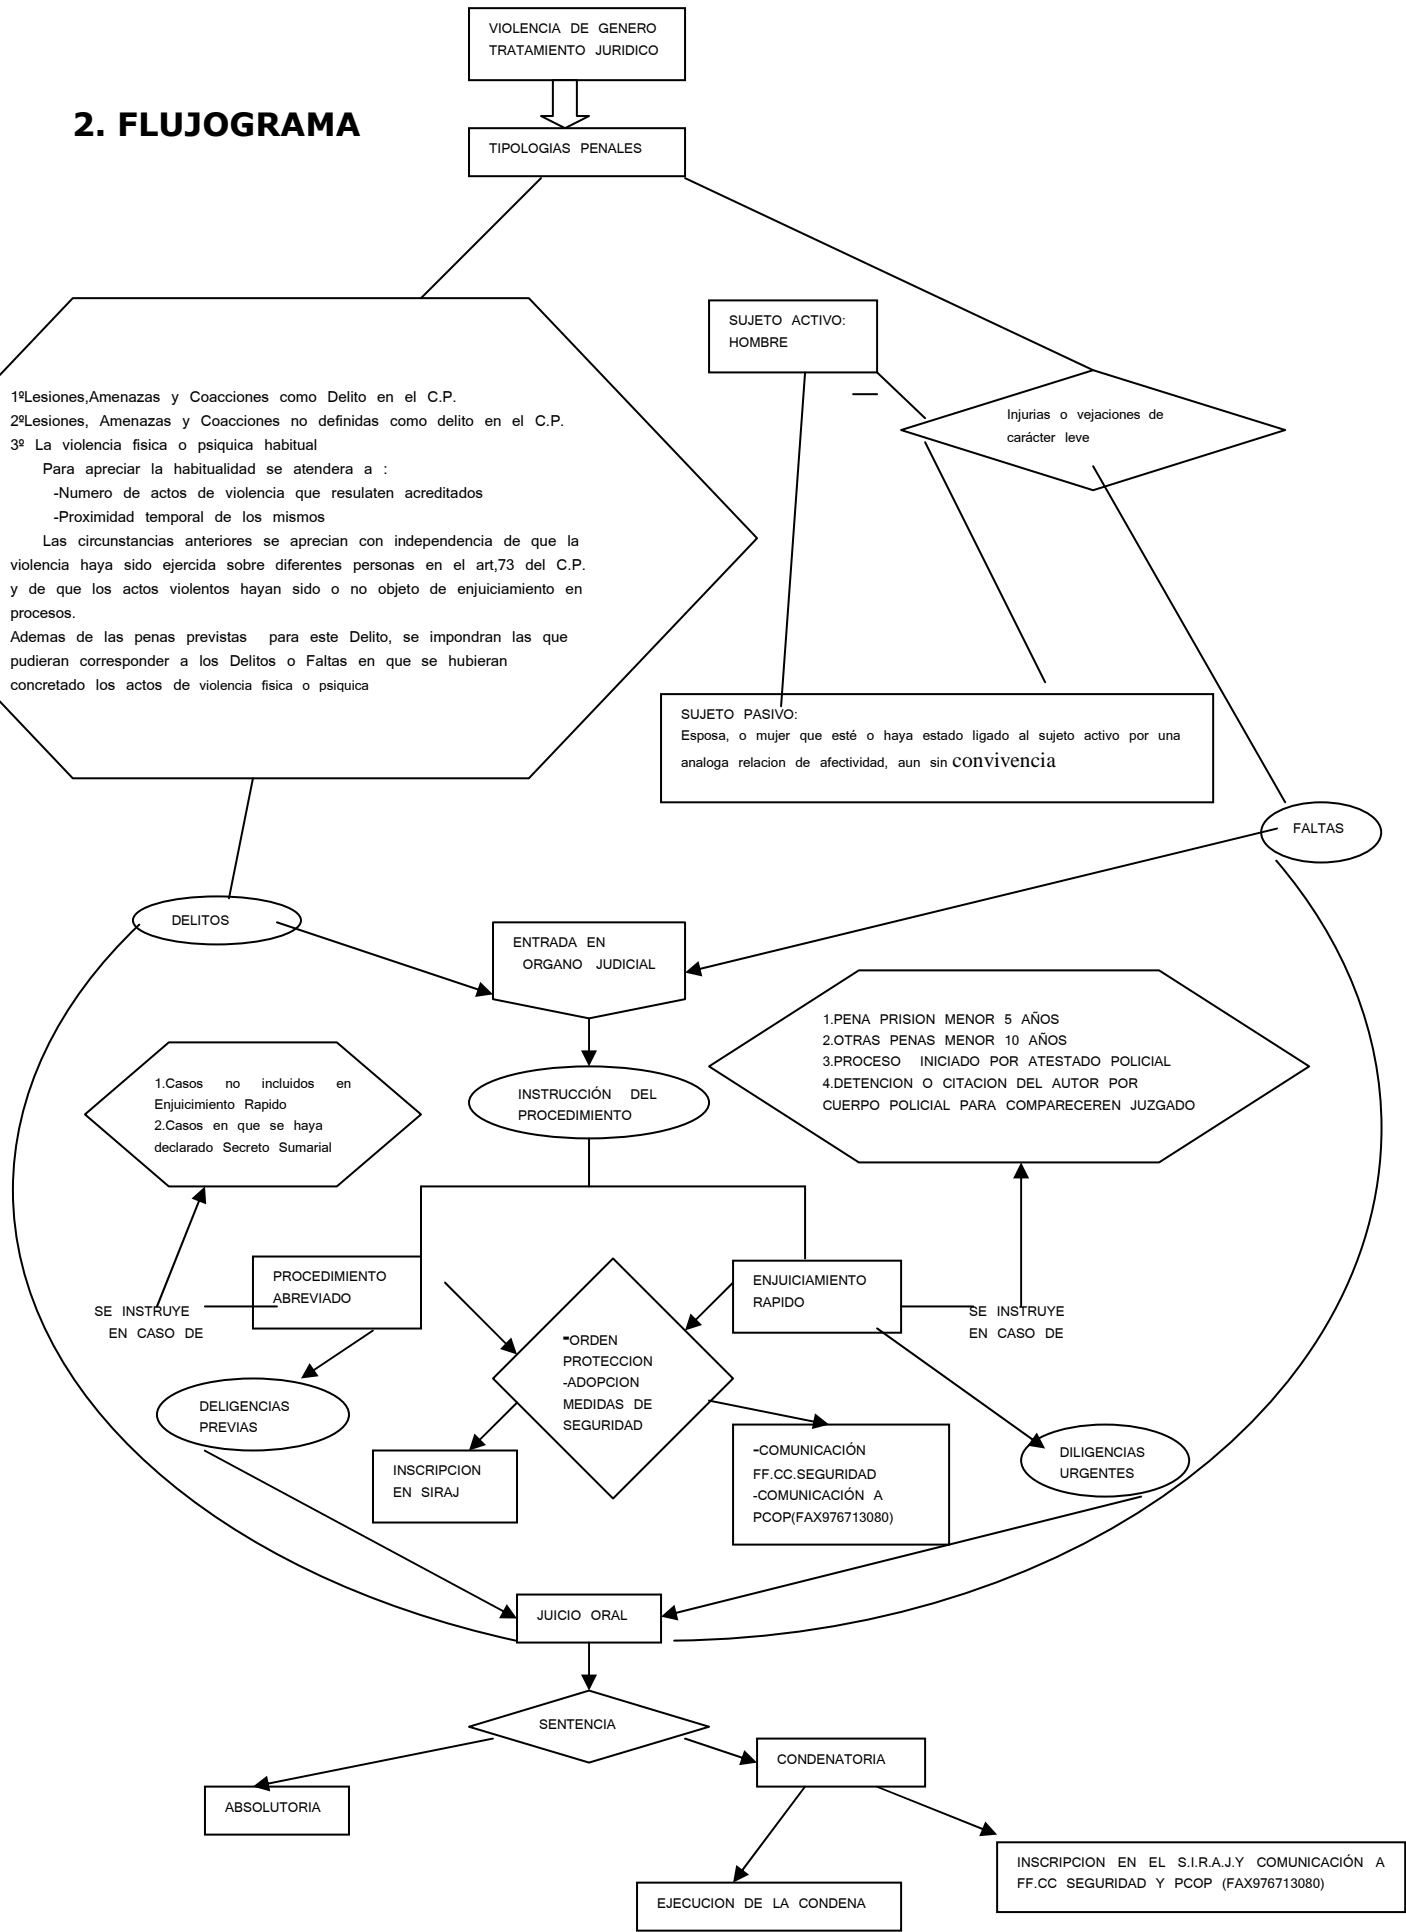 VIOLENCIA DE GENERO
TRATAMIENTO JURIDICO
2. FLUJOGRAMA
TIPOLOGIAS PENALES
SUJETO ACTIVO:
HOMBRE
1ºLesiones,Amenazas y Coacciones como Delito en el C.P.
2ºLesiones, Amenazas y Coacciones no definidas como delito en el C.P.
3º La violencia fisica o psiquica habitual
Para apreciar la habitualidad se atendera a :
-Numero de actos de violencia que resulaten acreditados
-Proximidad temporal de los mismos
Las circunstancias anteriores se aprecian con independencia de que la
violencia haya sido ejercida sobre diferentes personas en el art,73 del C.P.
y de que los actos violentos hayan sido o no objeto de enjuiciamiento en
procesos.
Ademas de las penas previstas para este Delito, se impondran las que
pudieran corresponder a los Delitos o Faltas en que se hubieran
concretado los actos de violencia fisica o psiquica
Injurias o vejaciones de
carácter leve
SUJETO PASIVO:
Esposa, o mujer que esté o haya estado ligado al sujeto activo por una
analoga relacion de afectividad, aun sin convivencia
FALTAS
DELITOS
ENTRADA EN
ORGANO JUDICIAL
1.PENA PRISION MENOR 5 AÑOS
2.OTRAS PENAS MENOR 10 AÑOS
3.PROCESO INICIADO POR ATESTADO POLICIAL
4.DETENCION O CITACION DEL AUTOR POR
CUERPO POLICIAL PARA COMPARECEREN JUZGADO
1.Casos no incluidos en
Enjuicimiento Rapido
2.Casos en que se haya
declarado Secreto Sumarial
INSTRUCCIÓN DEL
PROCEDIMIENTO
PROCEDIMIENTO
ABREVIADO
ENJUICIAMIENTO
RAPIDO
SE INSTRUYE
EN CASO DE
SE INSTRUYE
EN CASO DE
-ORDEN
PROTECCION
-ADOPCION
MEDIDAS DE
SEGURIDAD
DELIGENCIAS
PREVIAS
INSCRIPCION
EN SIRAJ
-COMUNICACIÓN
FF.CC.SEGURIDAD
-COMUNICACIÓN A
PCOP(FAX976713080)
DILIGENCIAS
URGENTES
JUICIO ORAL
SENTENCIA
CONDENATORIA
ABSOLUTORIA
INSCRIPCION EN EL S.I.R.A.J.Y COMUNICACIÓN A
FF.CC SEGURIDAD Y PCOP (FAX976713080)
EJECUCION DE LA CONDENA